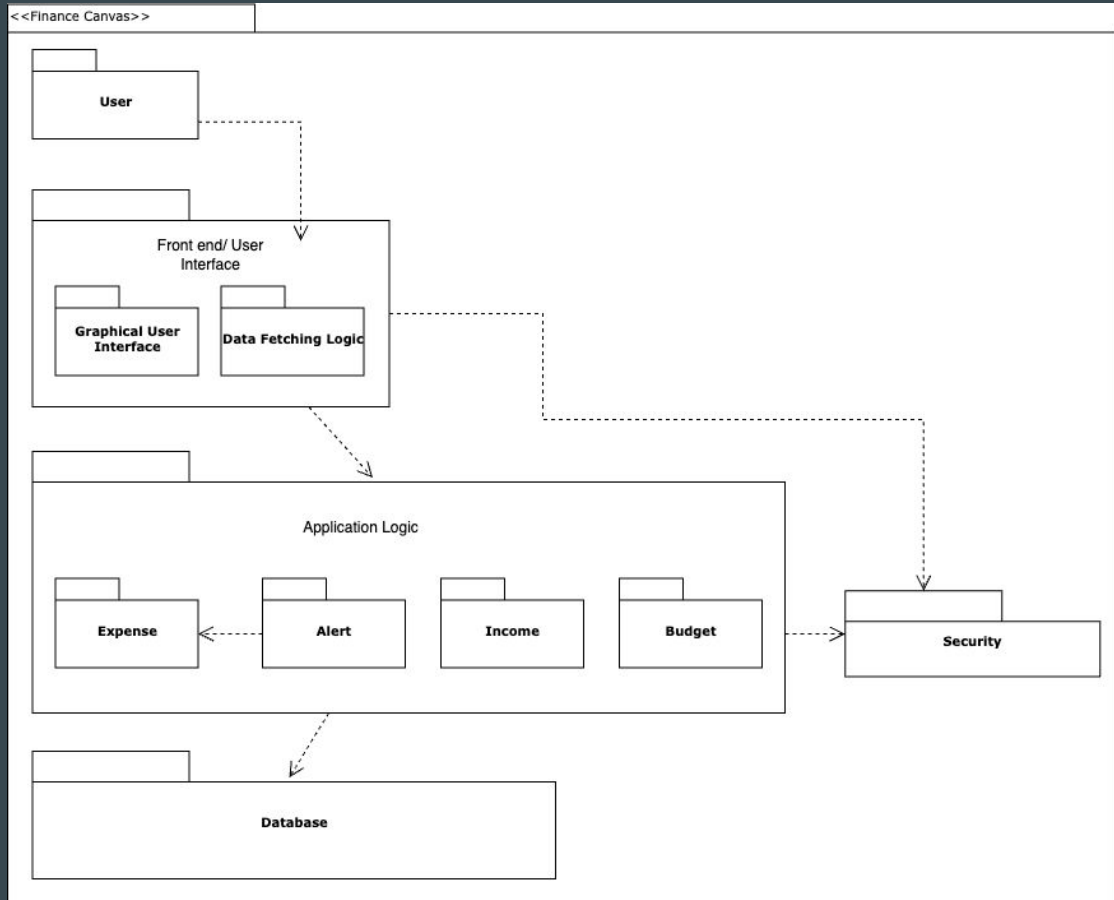 <<Finance Canvas>>
User
Front end/ User
Interface
Graphical User
Interface
Data Fetching Logic
Application Logic
Expense
Alert
Income
Budget
Security
Database